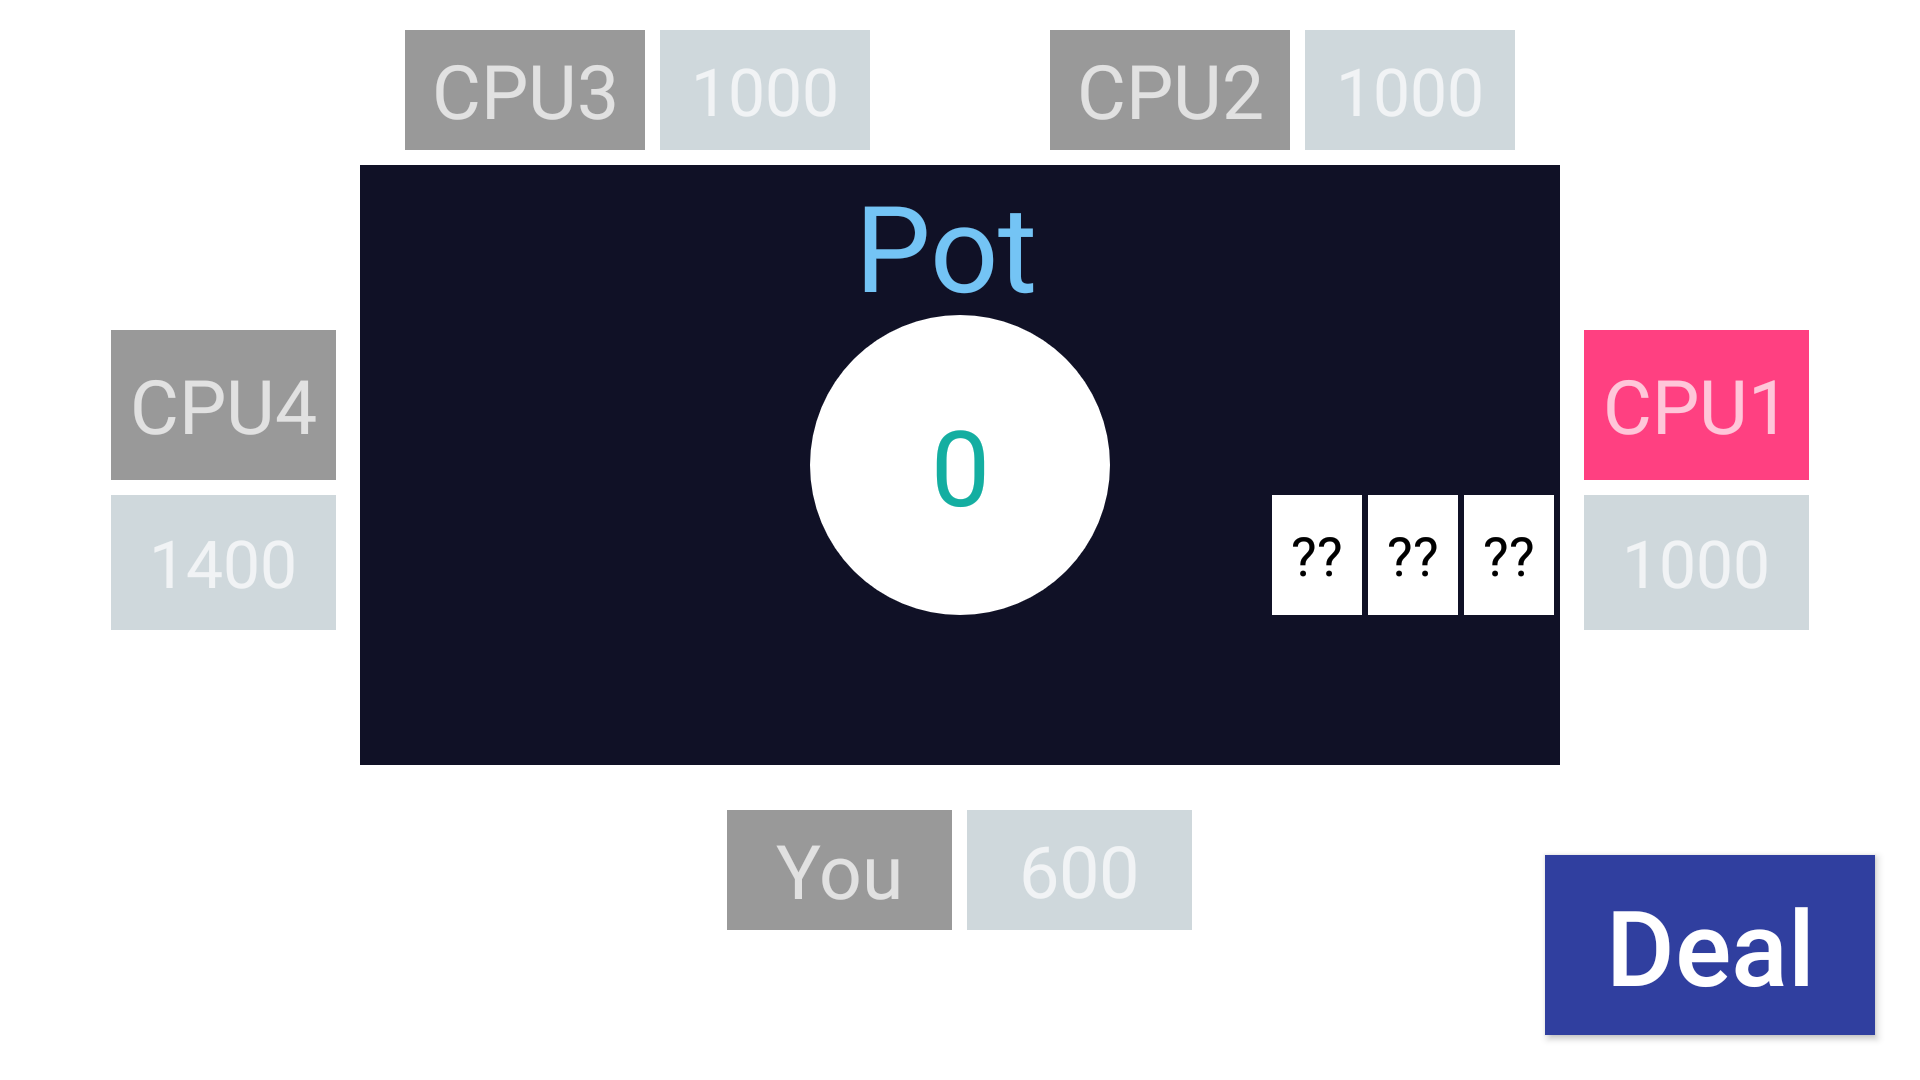 CPU3 1000 CPU2 1000
Pot
CPU4 CPU1
0
?? ?? ??
1400 1000
You 600
Deal